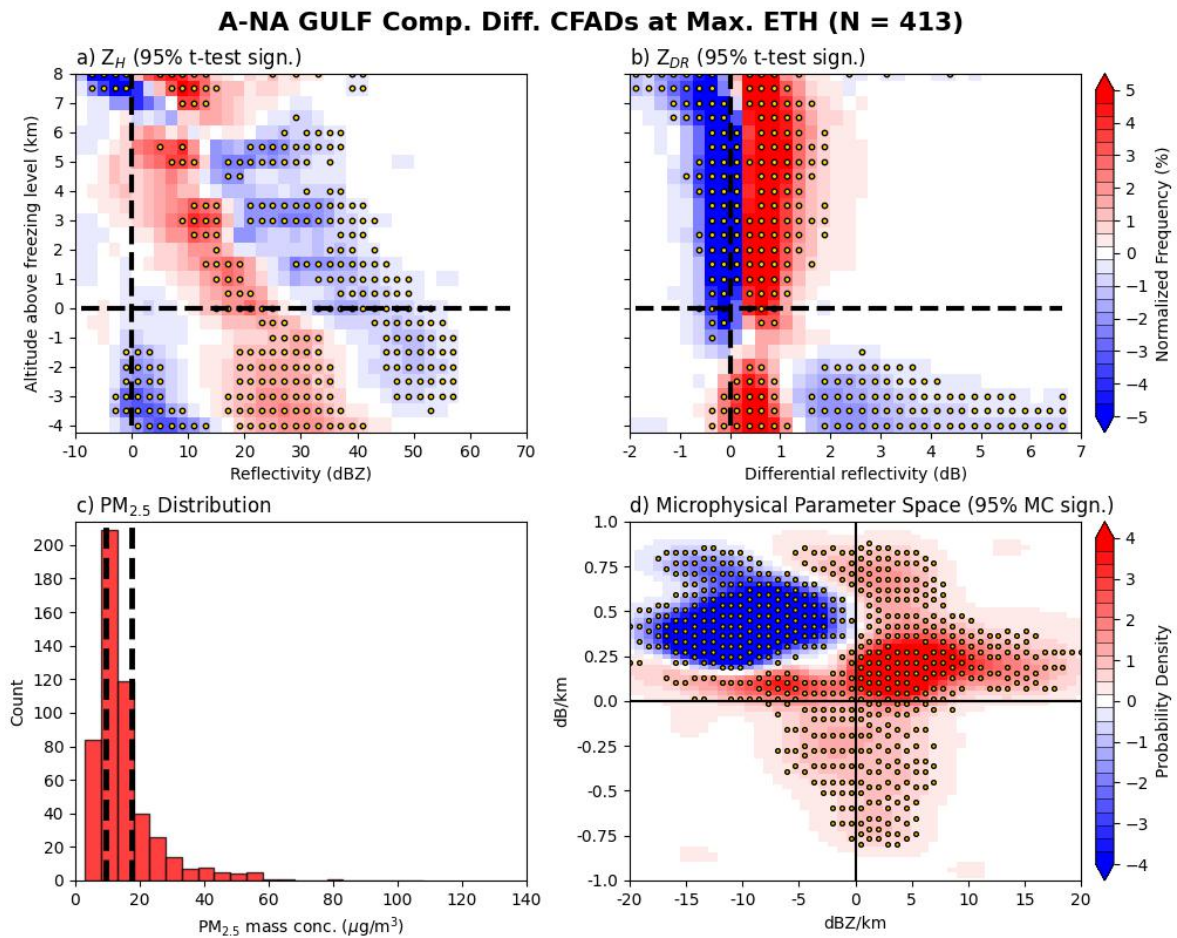 A-NA GULF Comp. Diff. CFADs at Max. ETH (N = 413)
a) Z_H (95% t-test sign.)
b) Z_DR (95% t-test sign.)
8
7
6
5
4
3
2
1
0
-1
-2
-3
-4
Altitude above freezing level (km)
-10 0 10 20 30 40 50 60 70
Reflectivity (dBZ)
-2 -1 0 1 2 3 4 5 6 7
Differential reflectivity (dB)
5
4
3
2
1
0
−1
−2
−3
−4
−5
Normalized Frequency (%)
c) PM_2.5 Distribution
d) Microphysical Parameter Space (95% MC sign.)
200
180
160
140
120
100
80
60
40
20
0
Count
0 20 40 60 80 100 120 140
PM_2.5 mass conc. (μg/m³)
1.0
0.75
0.5
0.25
0.0
-0.25
-0.5
-0.75
-1.0
dB/km
-20 -15 -10 -5 0 5 10 15 20
dBZ/km
4
3
2
1
0
−1
−2
−3
−4
Probability Density